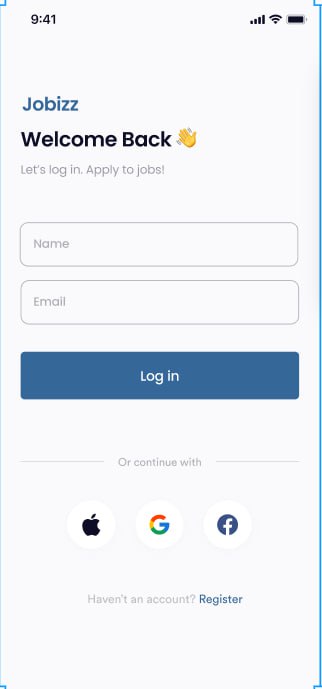 9:41
Jobizz
Welcome Back 👋
Let's log in. Apply to jobs!
Name
Email
Log in
Or continue with
Haven't an account? Register